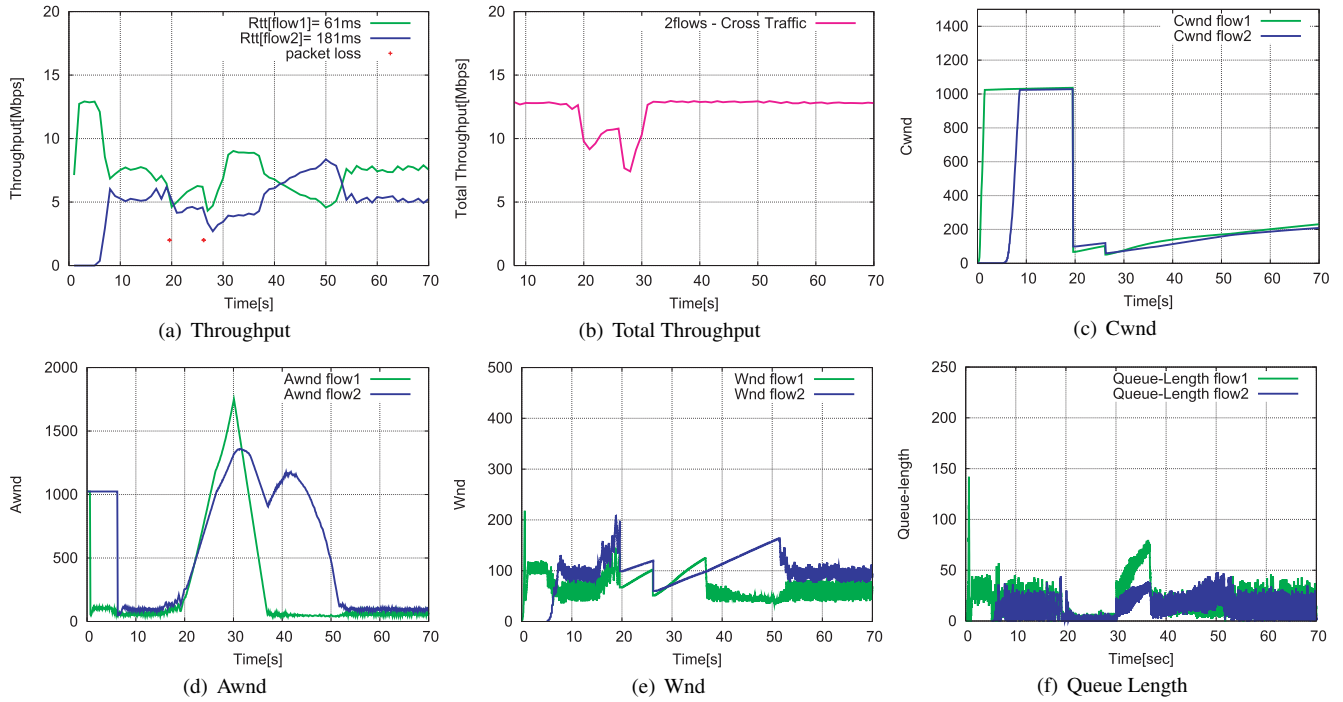 20
15
10
5
0
Throughput[Mbps]
Rtt[flow1]= 61ms
Rtt[flow2]= 181ms
packet loss
0 10 20 30 40 50 60 70
Time[s]
(a) Throughput
20
15
10
5
0
Total Throughput[Mbps]
2flows - Cross Traffic
10 20 30 40 50 60 70
Time[s]
(b) Total Throughput
1400
1200
1000
800
600
400
200
0
Cwnd
Cwnd flow1
Cwnd flow2
0 10 20 30 40 50 60 70
Time[s]
(c) Cwnd
2000
1500
1000
500
0
Awnd
Awnd flow1
Awnd flow2
0 10 20 30 40 50 60 70
Time[s]
(d) Awnd
500
400
300
200
100
0
Wnd
Wnd flow1
Wnd flow2
0 10 20 30 40 50 60 70
Time[s]
(e) Wnd
250
200
150
100
50
0
Queue-length
Queue-Length flow1
Queue-Length flow2
0 10 20 30 40 50 60 70
Time[sec]
(f) Queue Length